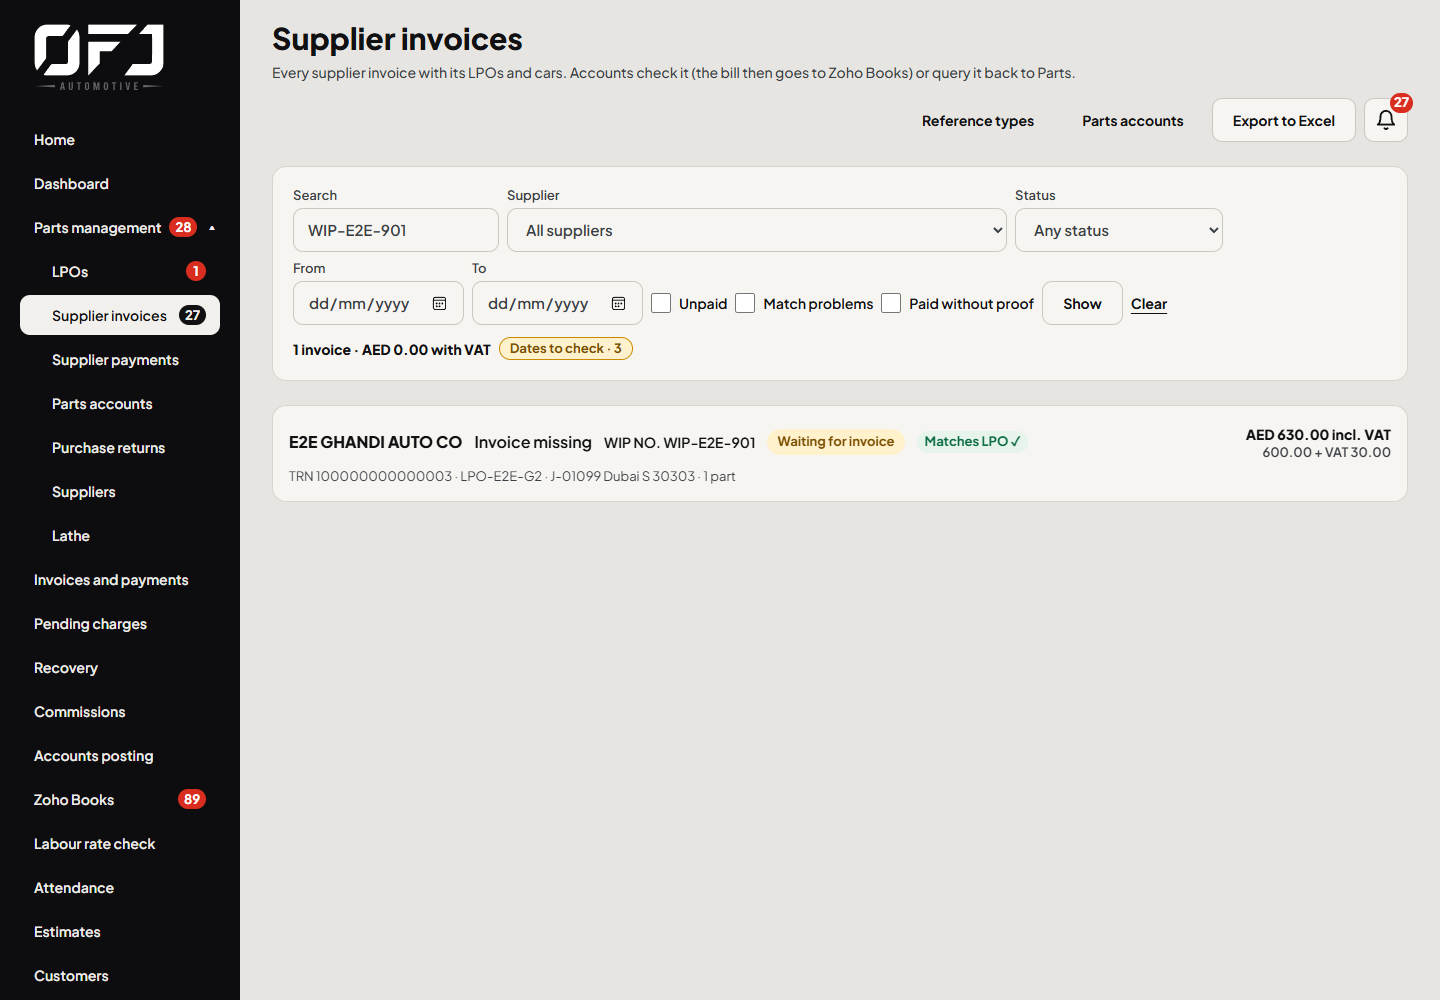 OFJ
AUTOMOTIVE
Home
Dashboard
Parts management 28
LPOs 1
Supplier invoices 27
Supplier payments
Parts accounts
Purchase returns
Suppliers
Lathe
Invoices and payments
Pending charges
Recovery
Commissions
Accounts posting
Zoho Books 89
Labour rate check
Attendance
Estimates
Customers
Supplier invoices
Every supplier invoice with its LPOs and cars. Accounts check it (the bill then goes to Zoho Books) or query it back to Parts.
Reference types Parts accounts Export to Excel 27
Search Supplier Status
WIP-E2E-901 All suppliers Any status
From To
dd/mm/yyyy dd/mm/yyyy Unpaid Match problems Paid without proof Show Clear
1 invoice · AED 0.00 with VAT Dates to check · 3
E2E GHANDI AUTO CO Invoice missing WIP NO. WIP-E2E-901 Waiting for invoice Matches LPO ✓ AED 630.00 incl. VAT
600.00 + VAT 30.00
TRN 100000000000003 · LPO-E2E-G2 · J-01099 Dubai S 30303 · 1 part